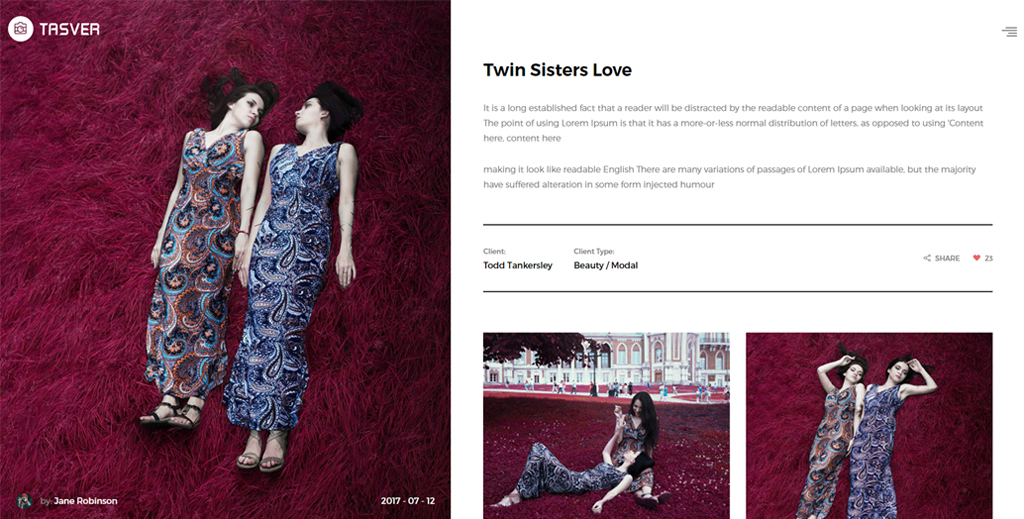 TASVER
Twin Sisters Love
It is a long established fact that a reader will be distracted by the readable content of a page when looking at its layout
The point of using Lorem Ipsum is that it has a more-or-less normal distribution of letters, as opposed to using 'Content
here, content here
making it look like readable English There are many variations of passages of Lorem Ipsum available, but the majority
have suffered alteration in some form injected humour
Client:
Todd Tankersley
Client Type:
Beauty / Modal
SHARE
23
by: Jane Robinson
2017 - 07 - 12